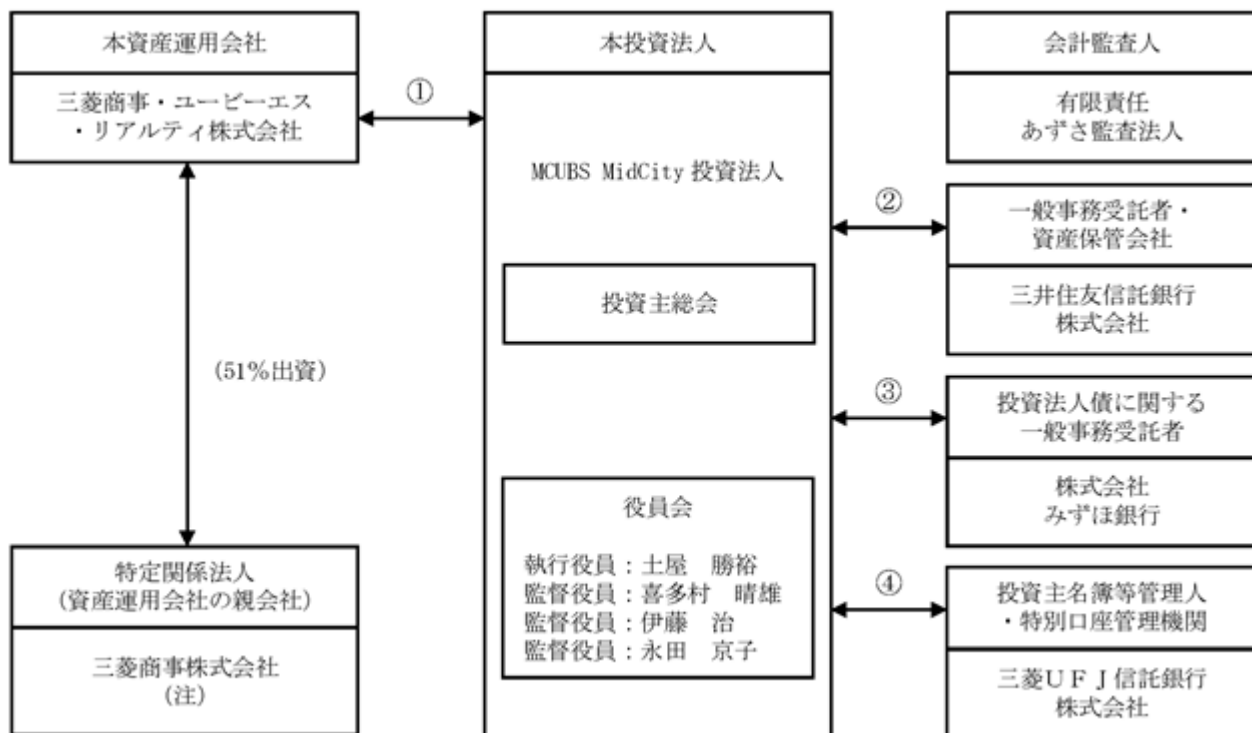 本資産運用会社
三菱商事・ユービーエス
・リアルティ株式会社
①
(51%出資)
特定関係法人
(資産運用会社の親会社)
三菱商事株式会社
(注)
本投資法人
MCUBS MidCity 投資法人
投資主総会
役員会
執行役員:土屋 勝裕
監督役員:喜多村 晴雄
監督役員:伊藤 治
監督役員:永田 京子
会計監査人
有限責任
あずさ監査法人
②
一般事務受託者・
資産保管会社
三井住友信託銀行
株式会社
③
投資法人債に関する
一般事務受託者
株式会社
みずほ銀行
④
投資主名簿等管理人
・特別口座管理機関
三菱UFJ信託銀行
株式会社